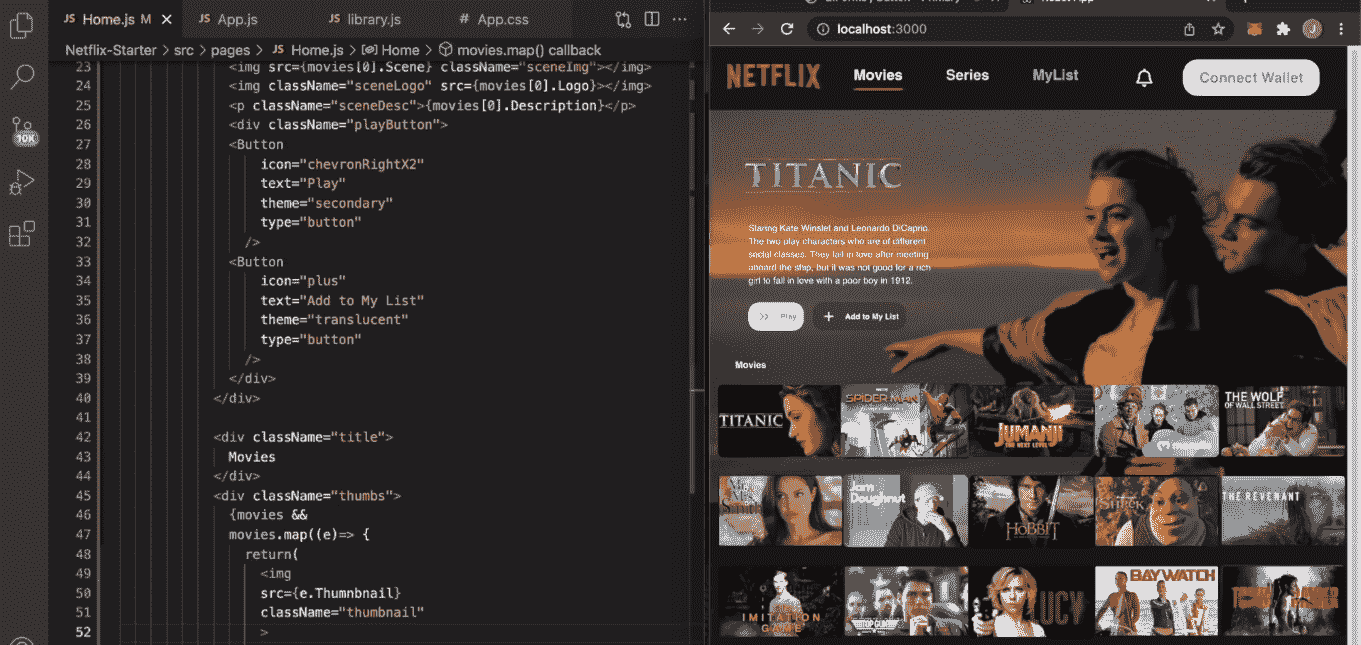 JS Home.js M ×
JS App.js
JS library.js
# App.css
Netflix-Starter > src > pages > JS Home.js > Home > movies.map() callback
23 <img src={movies[0].Scene} className="sceneImg"></img>
24 <img className="sceneLogo" src={movies[0].Logo}></img>
25 <p className="sceneDesc">{movies[0].Description}</p>
26 <div className="playButton">
27 <Button
28 icon="chevronRightX2"
29 text="Play"
30 theme="secondary"
31 type="button"
32 />
33 <Button
34 icon="plus"
35 text="Add to My List"
36 theme="translucent"
37 type="button"
38 />
39 </div>
40 </div>
41
42 <div className="title">
43 Movies
44 </div>
45 <div className="thumbs">
46 {movies &&
47 movies.map((e)=> {
48 return(
49 <img
50 src={e.Thumnbnail}
51 className="thumbnail"
52 >
10K
localhost:3000
J
NETFLIX
Movies
Series
MyList
Connect Wallet
TITANIC
Staring Kate Winslet and Leonardo DiCaprio.
The two play characters who are of different
social classes. They fall in love after meeting
aboard the ship, but it was not good for a rich
girl to fall in love with a poor boy in 1912.
>> Play
+ Add to My List
Movies
TITANIC
SPIDER-MAN
JUMANJI
THE NEXT LEVEL
THE WOLF
OF WALL STREET
Jam
Doughnut
THE HOBBIT
SHREK
THE REVENANT
THE IMITATION
GAME
TOP GUN
LUCY
BAYWATCH
TOMB RAIDER